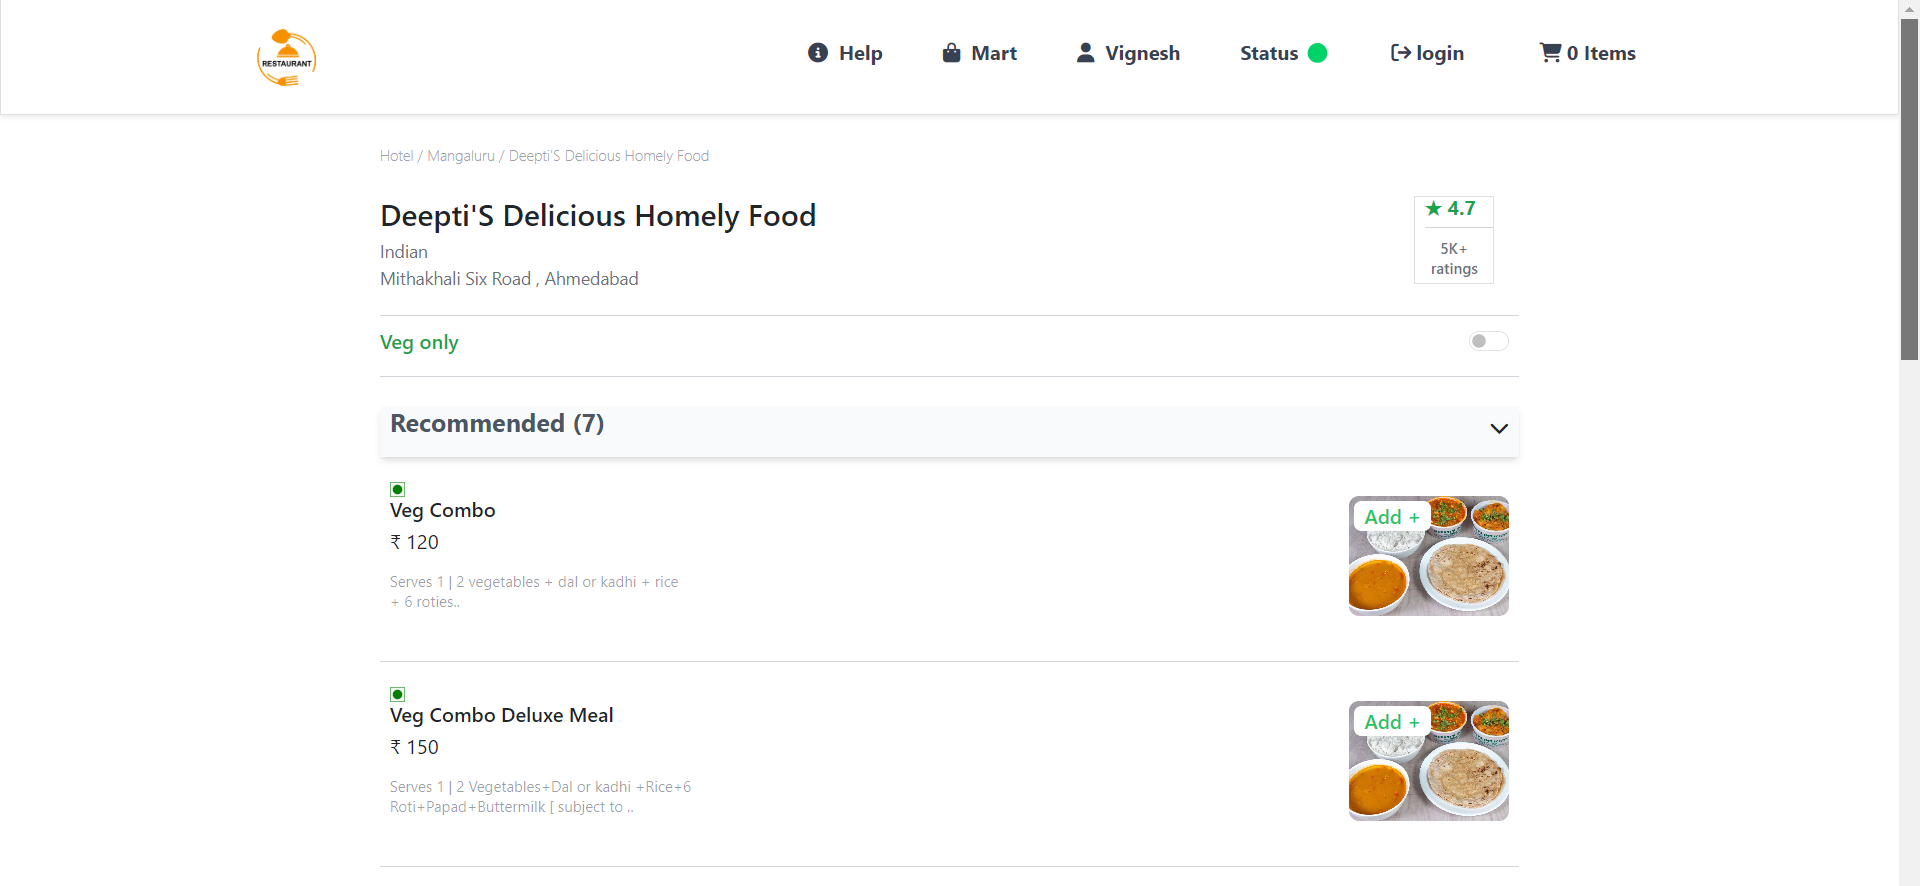 RESTAURANT
Help
Mart
Vignesh
Status
login
0 Items
Hotel / Mangaluru / Deepti'S Delicious Homely Food
Deepti'S Delicious Homely Food
Indian
Mithakhali Six Road , Ahmedabad
★ 4.7
5K+
ratings
Veg only
Recommended (7)
Veg Combo
₹ 120
Serves 1 | 2 vegetables + dal or kadhi + rice
+ 6 roties..
Add +
Veg Combo Deluxe Meal
₹ 150
Serves 1 | 2 Vegetables+Dal or kadhi +Rice+6
Roti+Papad+Buttermilk [ subject to ..
Add +